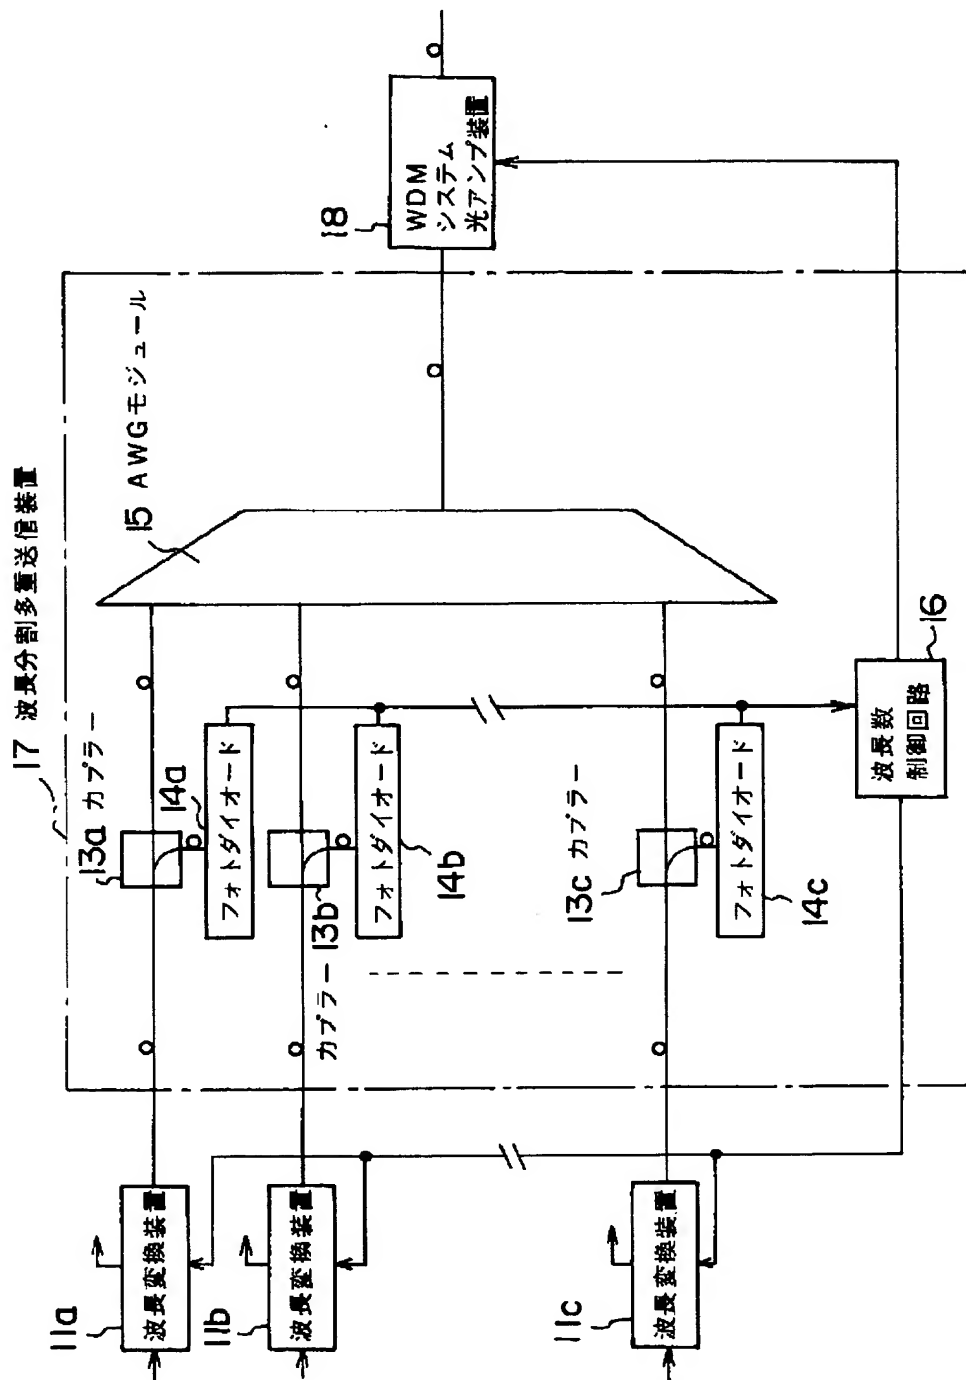 17 波長分割多重送信装置
13a カプラー
14a
フォトダイオード
15 AWGモジュール
18
WDM
システム
光アンプ装置
11a
波長変換装置
11b
波長変換装置
カプラー 13b
フォトダイオード
14b
11c
波長変換装置
13c カプラー
フォトダイオード
14c
波長数
制御回路
16